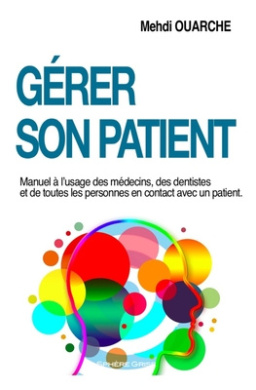 Mehdi OUARCHE
GÉRER
SON PATIENT
Manuel à l'usage des médecins, des dentistes
et de toutes les personnes en contact avec un patient.